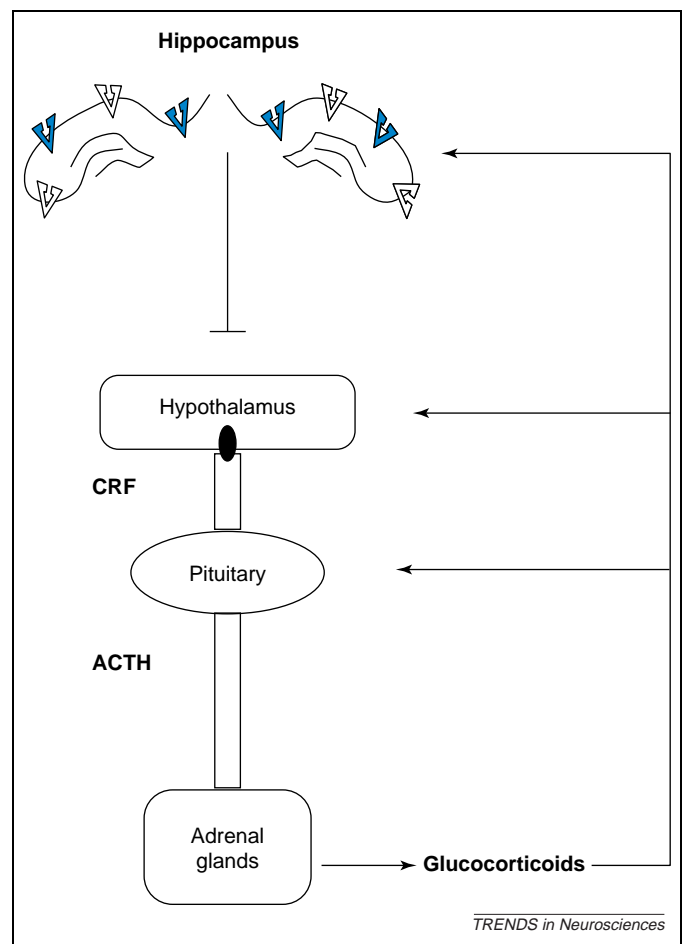 Hippocampus
Hypothalamus
CRF
Pituitary
ACTH
Adrenal
glands
Glucocorticoids
TRENDS in Neurosciences